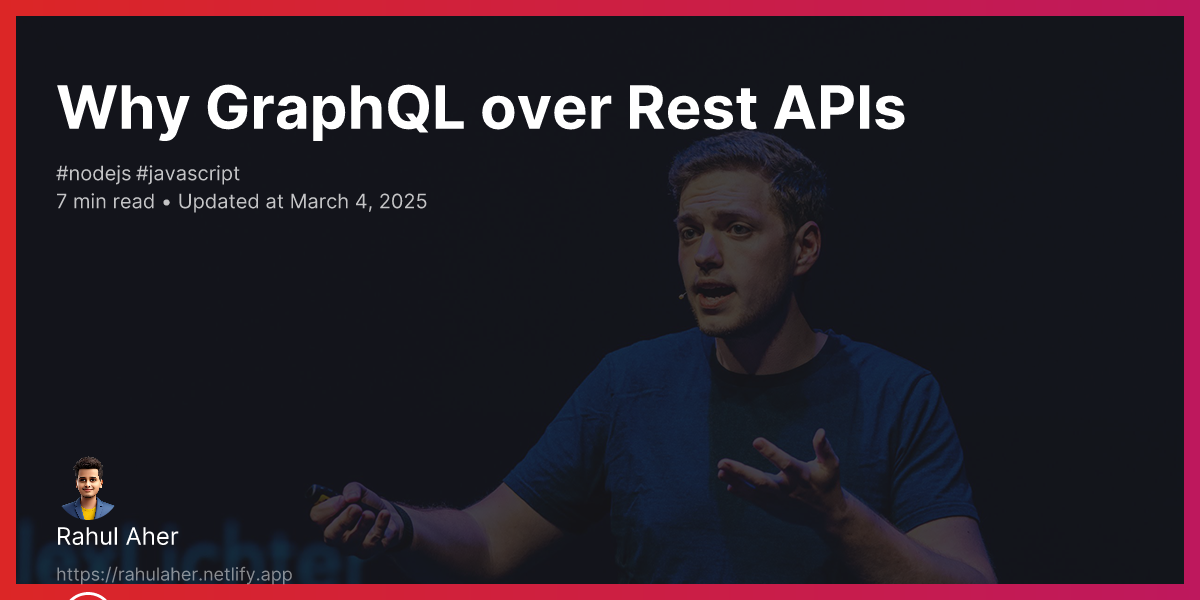 Why GraphQL over Rest APIs
#nodejs #javascript
7 min read • Updated at March 4, 2025
Rahul Aher
https://rahulaher.netlify.app